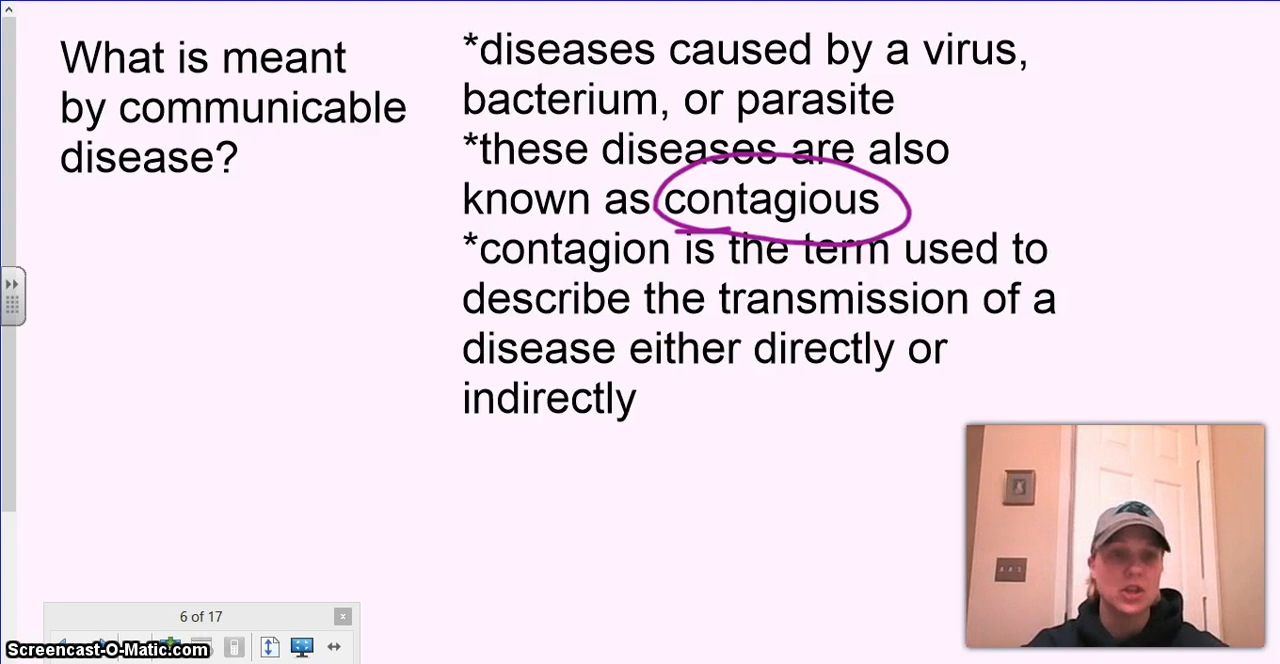 What is meant
by communicable
disease?
*diseases caused by a virus,
bacterium, or parasite
*these diseases are also
known as contagious
*contagion is the term used to
describe the transmission of a
disease either directly or
indirectly
6 of 17
x
Screencast-O-Matic.com